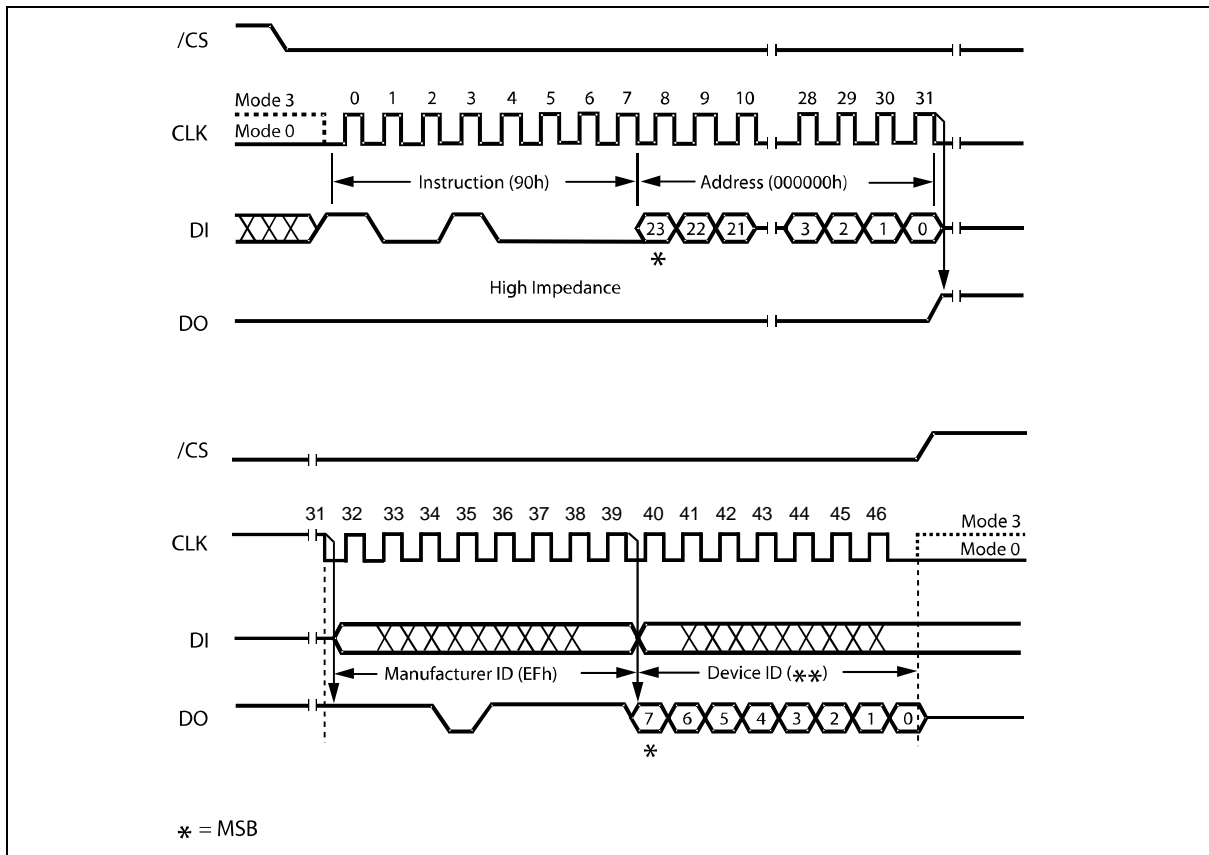 /CS
Mode 3
0 1 2 3 4 5 6 7 8 9 10 28 29 30 31
CLK
Mode 0
Instruction (90h) Address (000000h)
DI
23 22 21 3 2 1 0
*
High Impedance
DO
/CS
31 32 33 34 35 36 37 38 39 40 41 42 43 44 45 46
Mode 3
CLK
Mode 0
DI
Manufacturer ID (EFh) Device ID (**)
DO
7 6 5 4 3 2 1 0
*
* = MSB